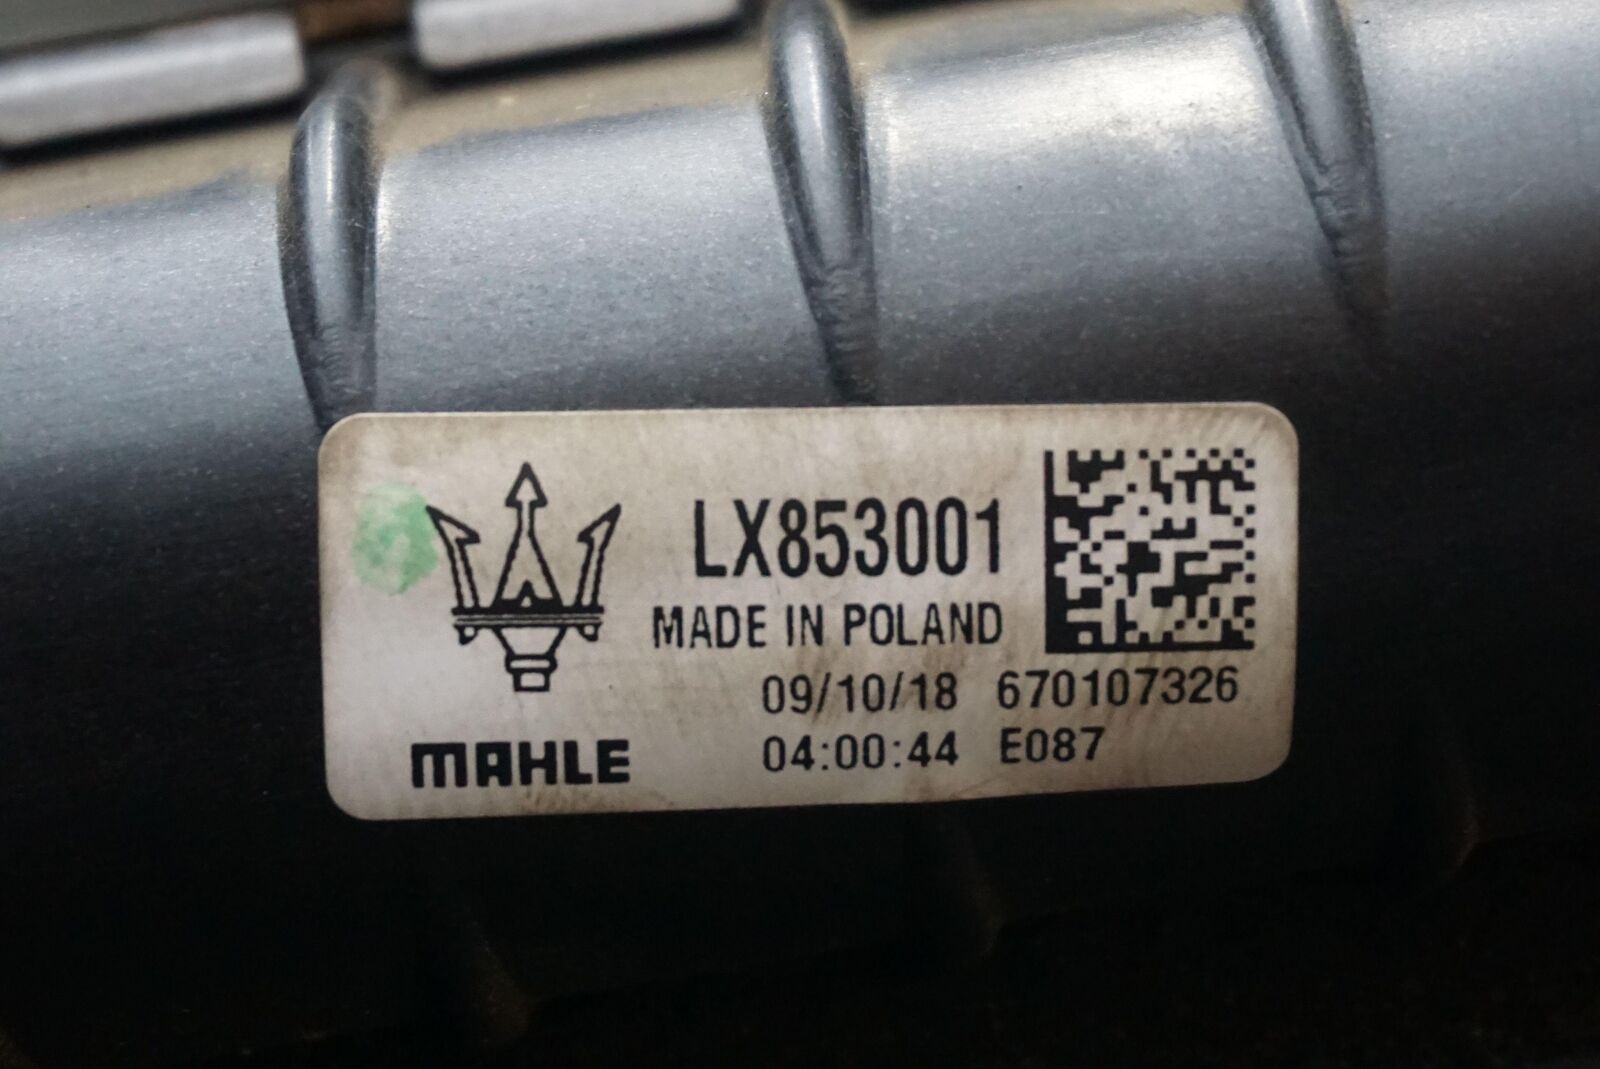 LX853001
MADE IN POLAND
09/10/18 670107326
04:00:44 E087
MAHLE